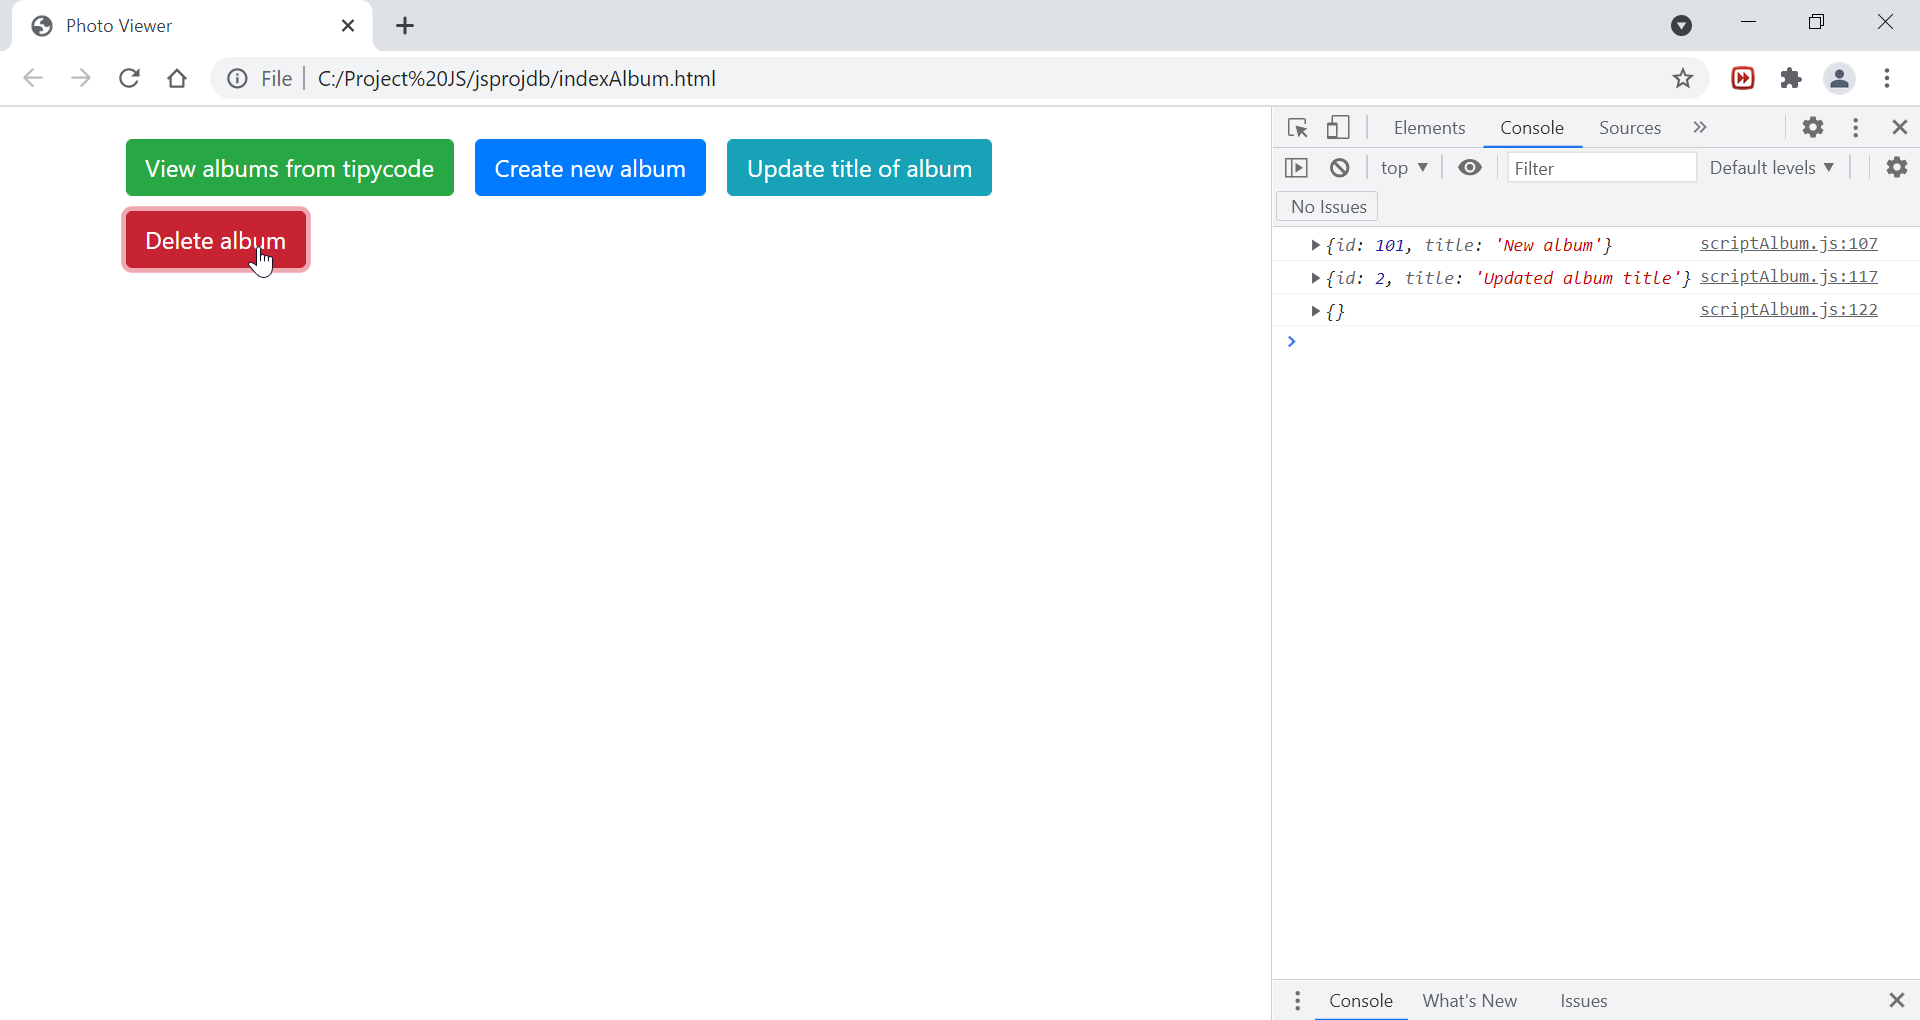 Photo Viewer
File C:/Project%20JS/jsprojdb/indexAlbum.html
View albums from tipycode Create new album Update title of album
Delete album
Elements Console Sources
top Filter Default levels
No Issues
{id: 101, title: 'New album'} scriptAlbum.js:107
{id: 2, title: 'Updated album title'} scriptAlbum.js:117
{} scriptAlbum.js:122
Console What's New Issues